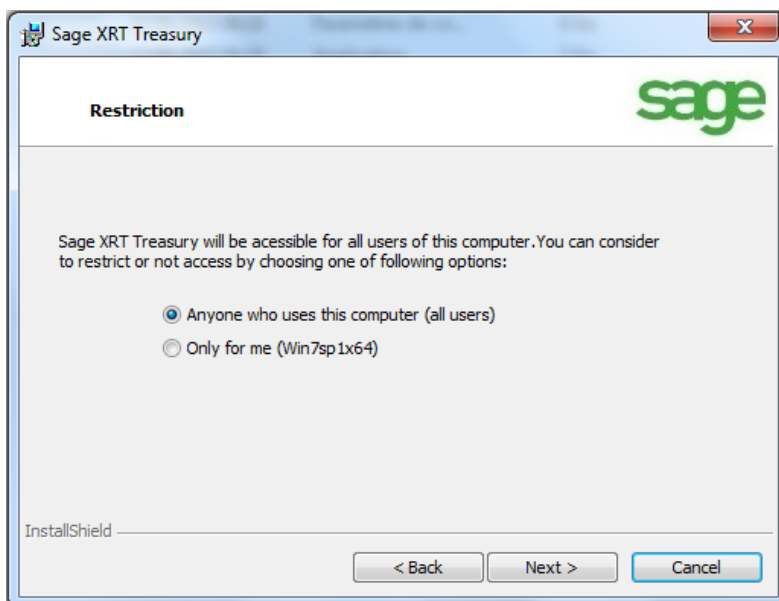 Sage XRT Treasury
Restriction
sage
Sage XRT Treasury will be acessible for all users of this computer.You can consider
to restrict or not access by choosing one of following options:
Anyone who uses this computer (all users)
Only for me (Win7sp1x64)
InstallShield
< Back Next > Cancel